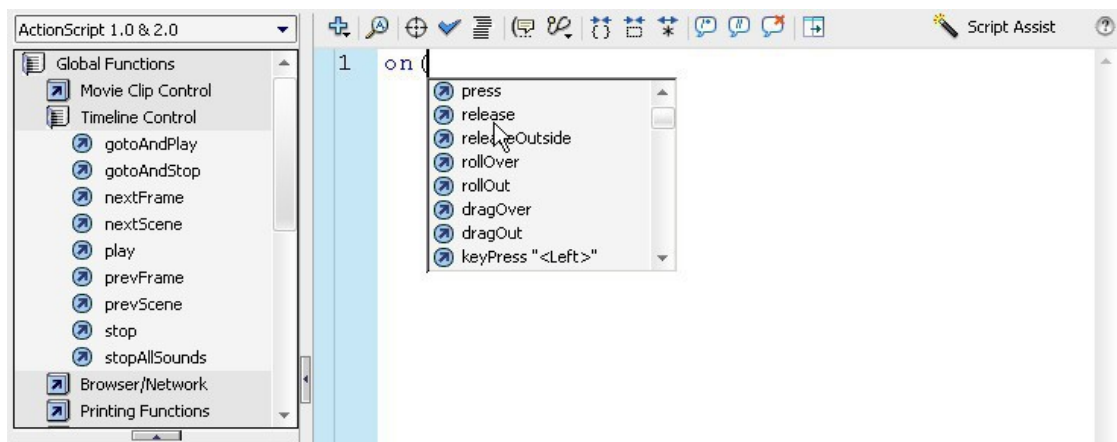 ActionScript 1.0 & 2.0
Script Assist
Global Functions
Movie Clip Control
Timeline Control
gotoAndPlay
gotoAndStop
nextFrame
nextScene
play
prevFrame
prevScene
stop
stopAllSounds
Browser/Network
Printing Functions
1 on(
press
release
releaseOutside
rollOver
rollOut
dragOver
dragOut
keyPress "<Left>"